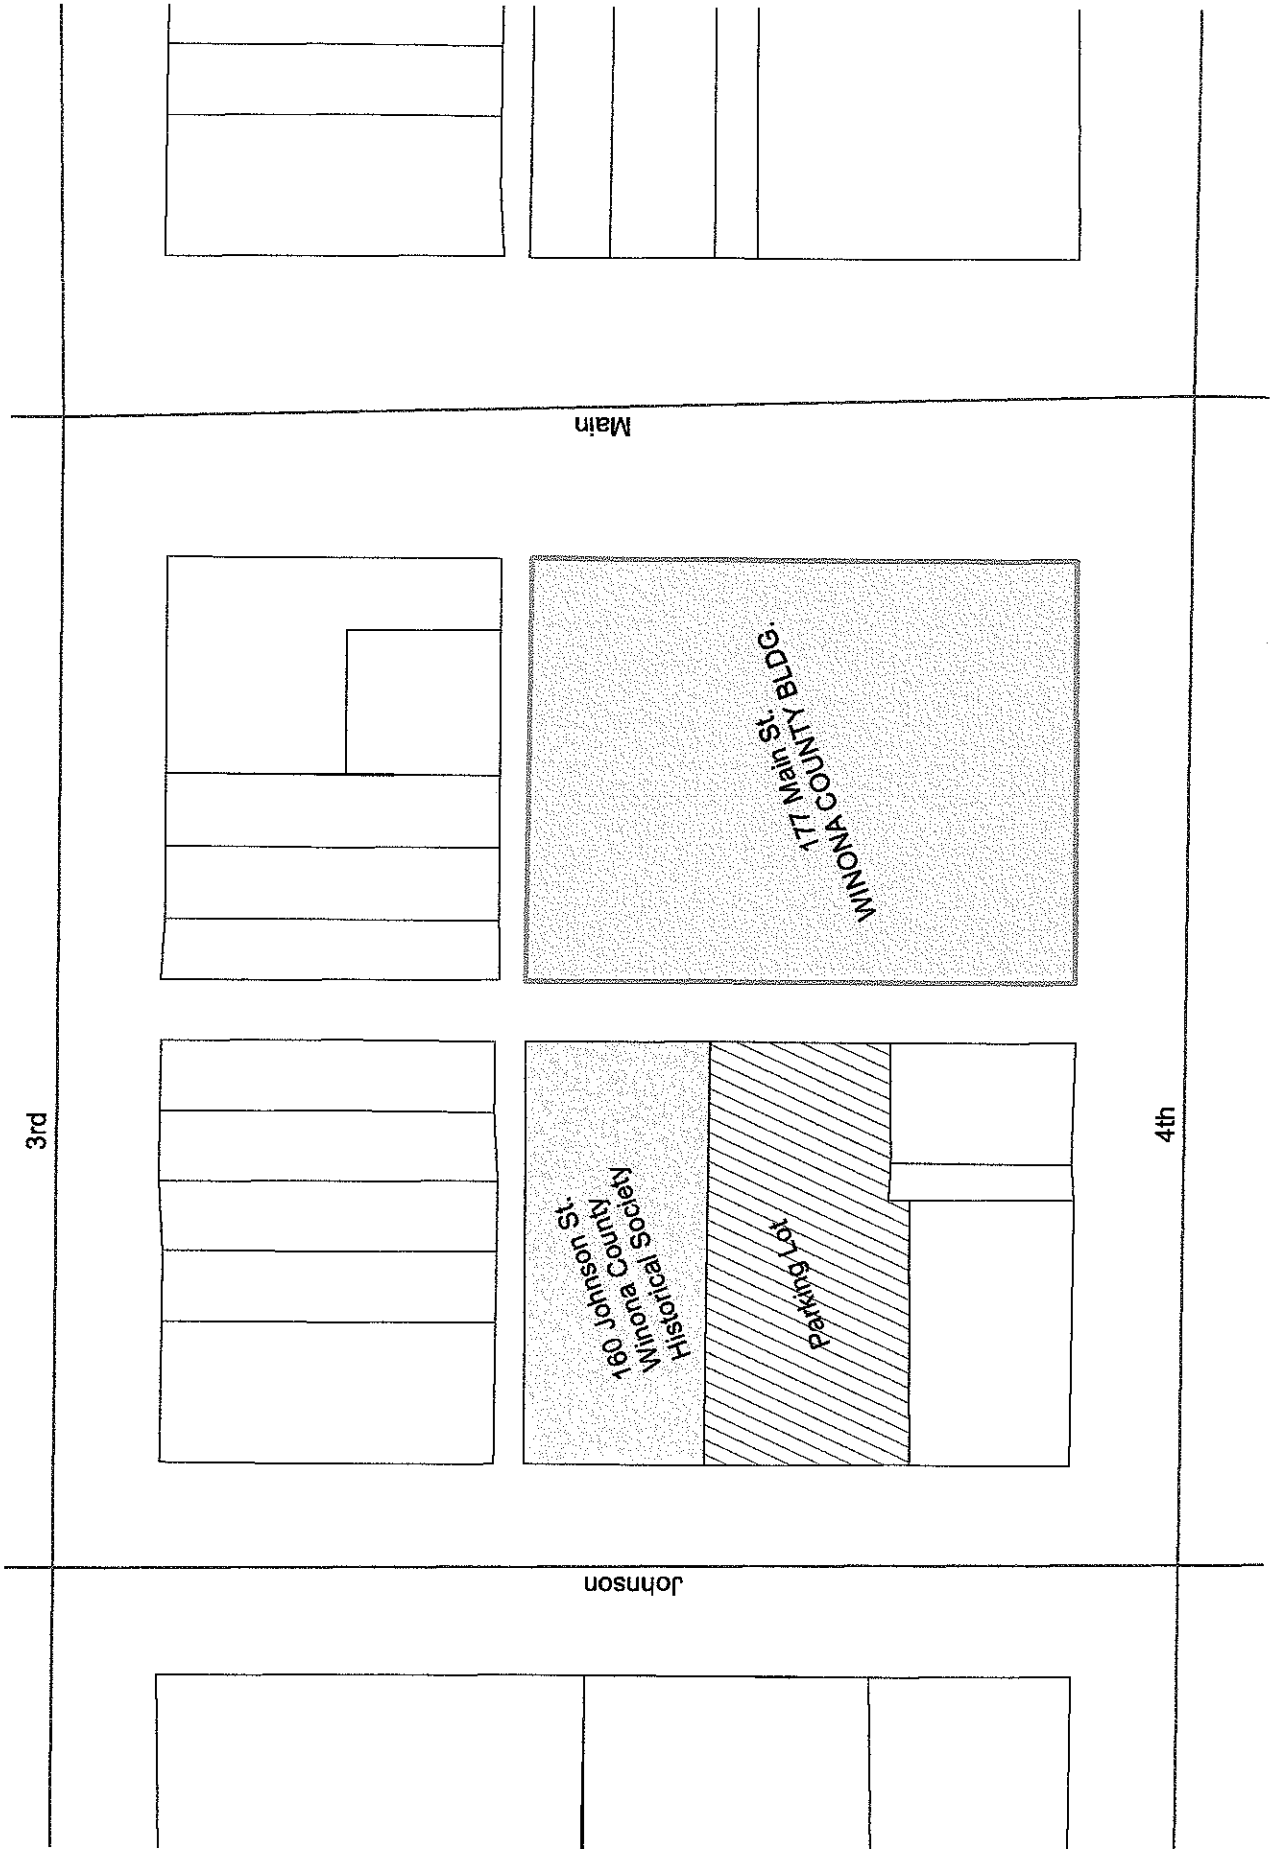 Main
177 Main St.
WINONA COUNTY BLDG.
3rd
4th
160 Johnson St.
Winona County
Historical Society
Parking Lot
Johnson